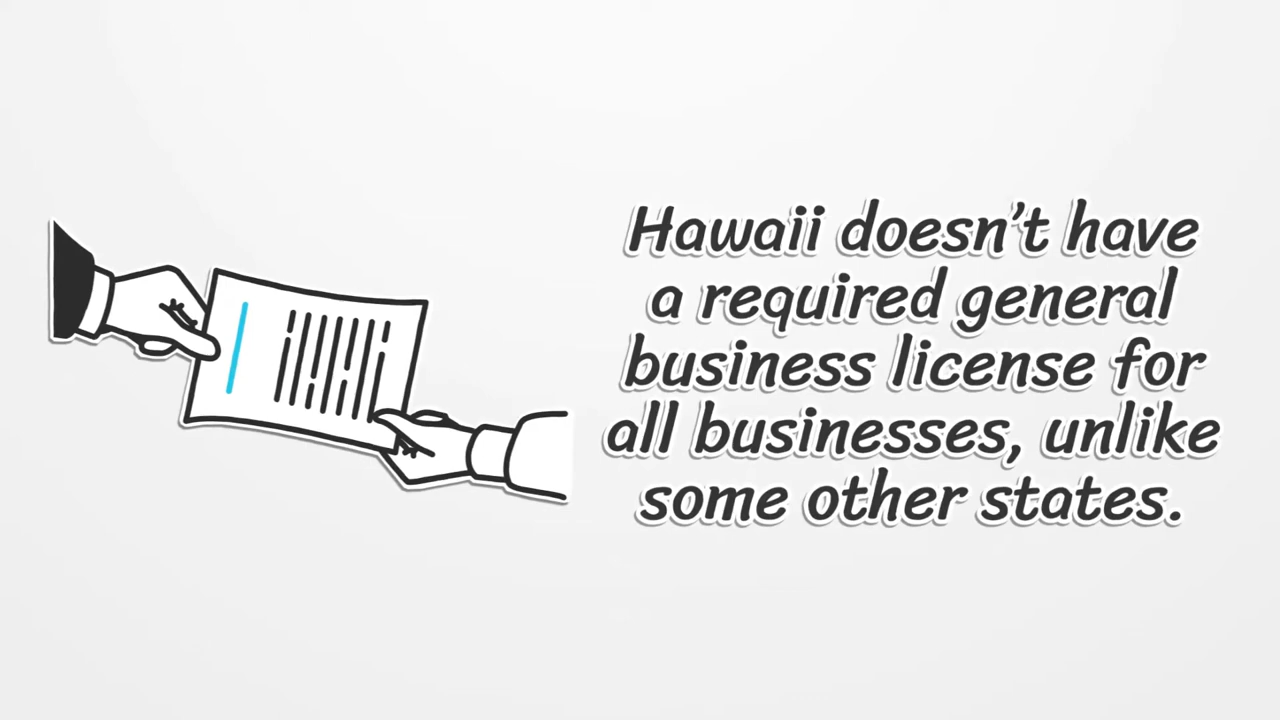 Hawaii doesn’t have
a required general
business license for
all businesses, unlike
some other states.